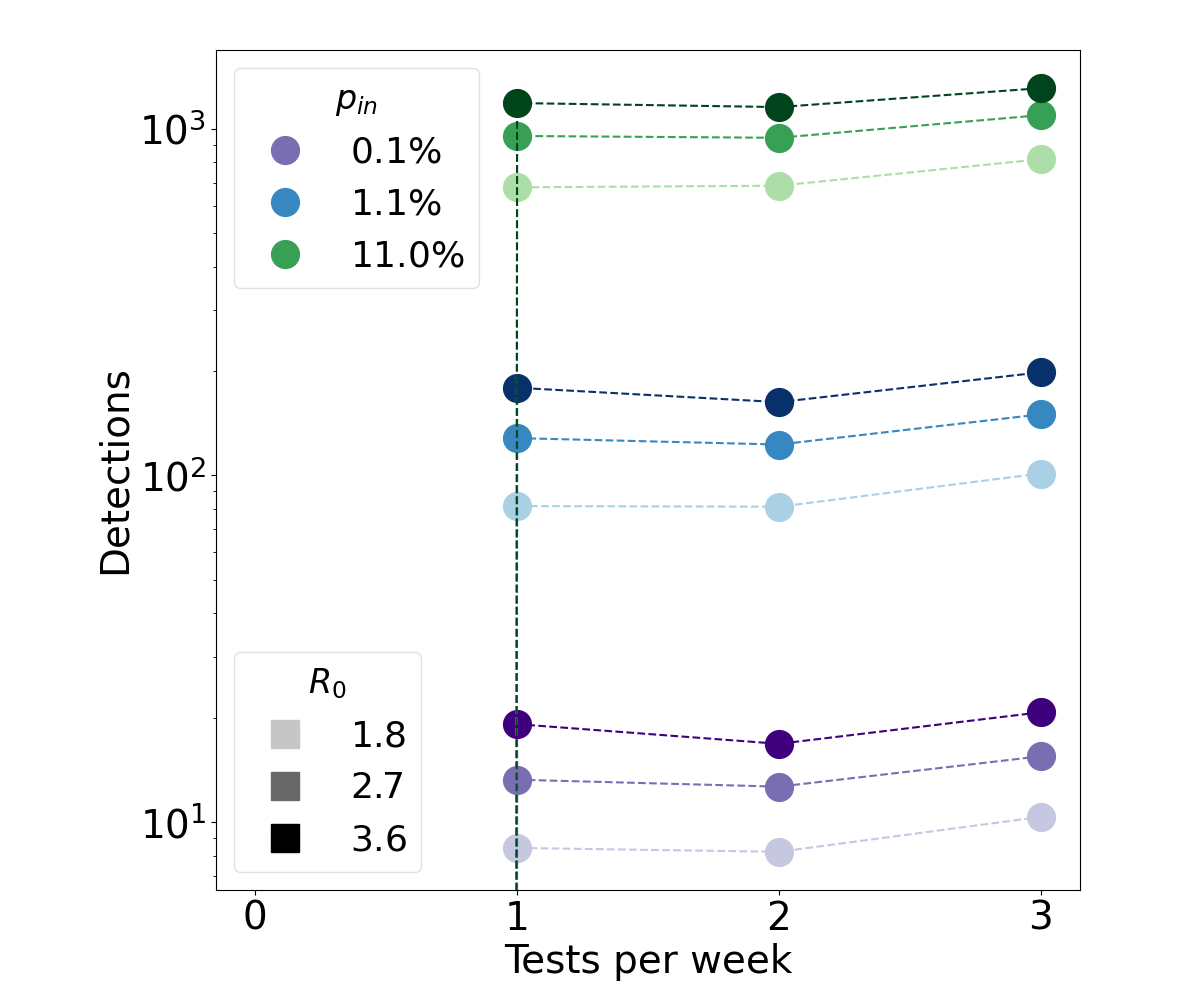 p_in
0.1%
1.1%
11.0%
R_0
1.8
2.7
3.6
Detections
10^3
10^2
10^1
0 1 2 3
Tests per week